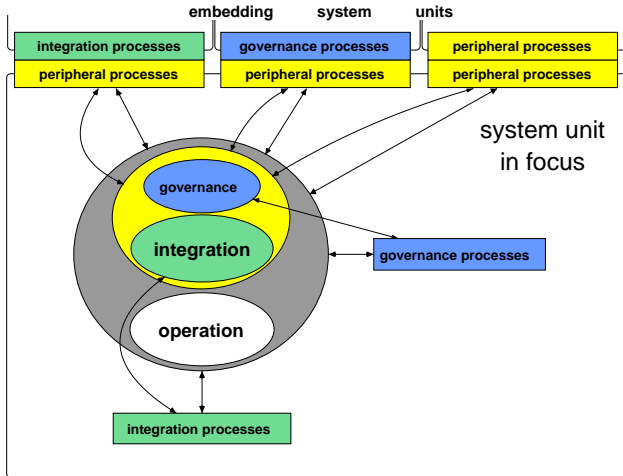 embedding system units
integration processes governance processes peripheral processes
peripheral processes peripheral processes peripheral processes
system unit
in focus
governance
integration
governance processes
operation
integration processes